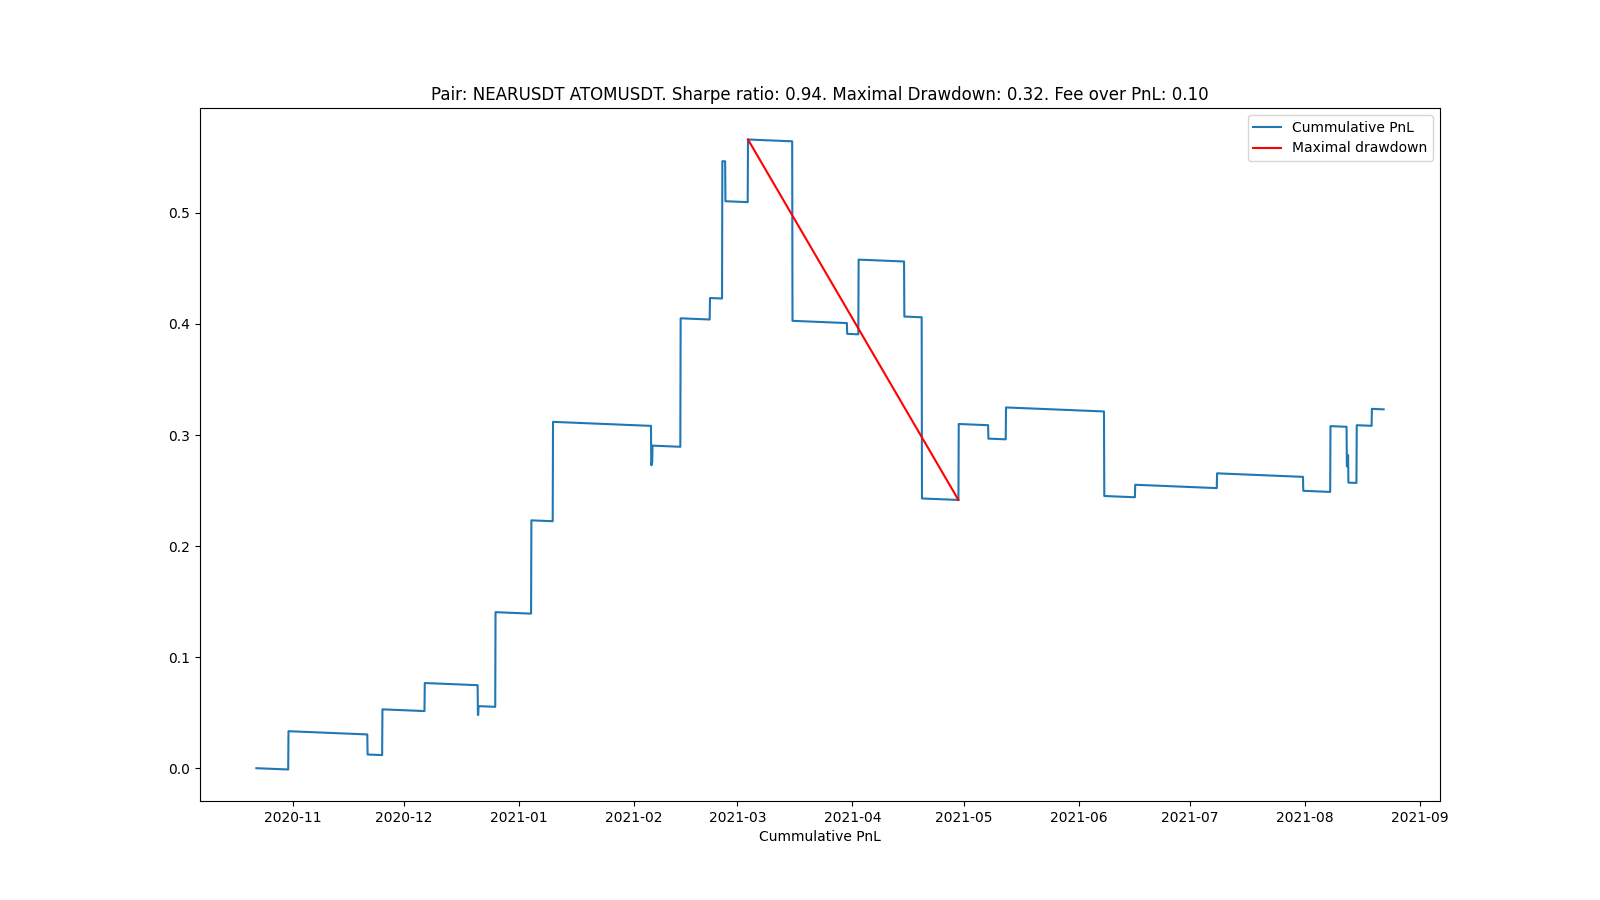 Pair: NEARUSDT ATOMUSDT. Sharpe ratio: 0.94. Maximal Drawdown: 0.32. Fee over PnL: 0.10
Cummulative PnL
Maximal drawdown
0.5
0.4
0.3
0.2
0.1
0.0
2020-11 2020-12 2021-01 2021-02 2021-03 2021-04 2021-05 2021-06 2021-07 2021-08 2021-09
Cummulative PnL